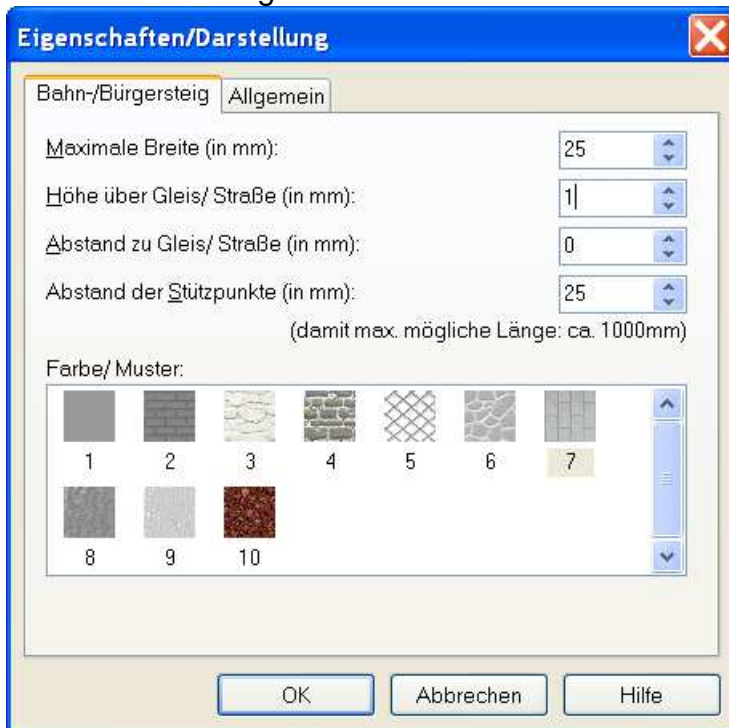 Eigenschaften/Darstellung
Bahn-/Bürgersteig Allgemein
Maximale Breite (in mm): 25
Höhe über Gleis/ Straße (in mm): 1
Abstand zu Gleis/ Straße (in mm): 0
Abstand der Stützpunkte (in mm): 25
(damit max. mögliche Länge: ca. 1000mm)
Farbe/ Muster:
1 2 3 4 5 6 7
8 9 10
OK Abbrechen Hilfe